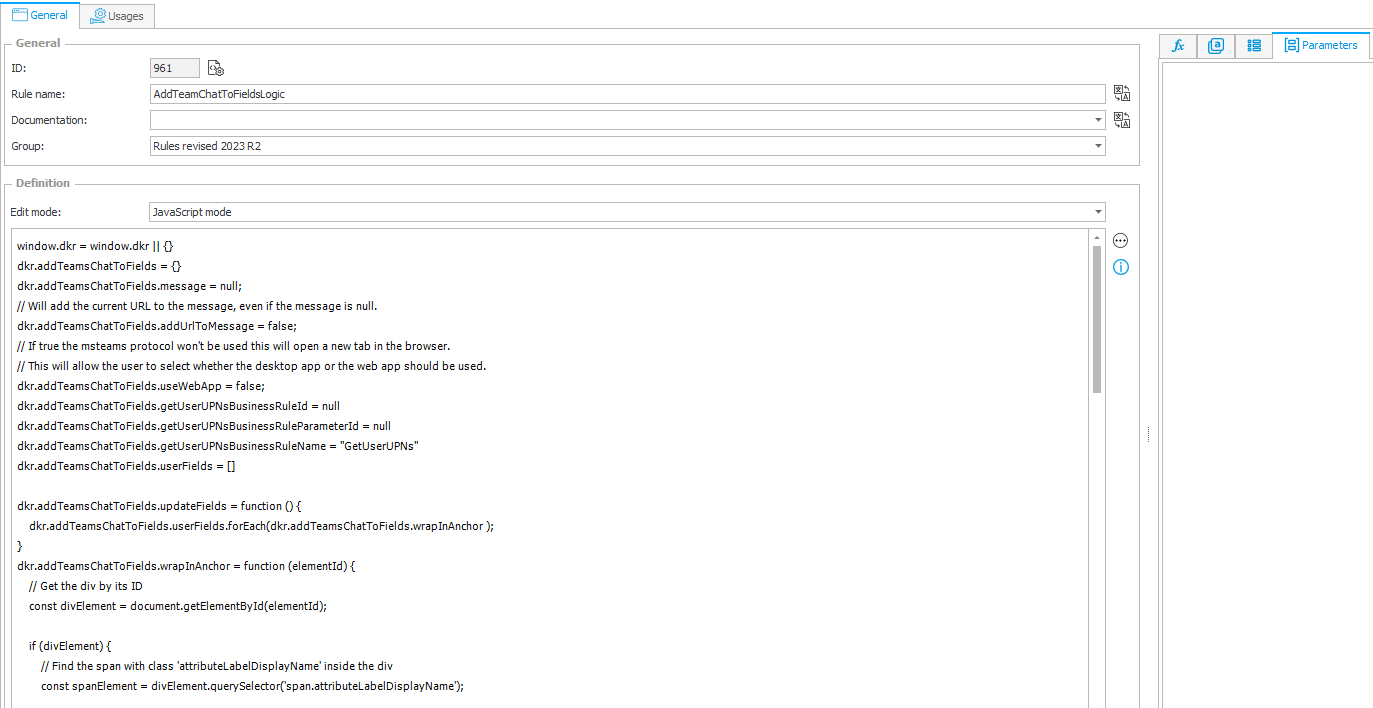 General
Usages
General
ID:
961
Rule name:
AddTeamChatToFieldsLogic
Documentation:
Group:
Rules revised 2023 R2
Definition
Edit mode:
JavaScript mode
window.dkr = window.dkr || {}
dkr.addTeamsChatToFields = {}
dkr.addTeamsChatToFields.message = null;
// Will add the current URL to the message, even if the message is null.
dkr.addTeamsChatToFields.addUrlToMessage = false;
// If true the msteams protocol won't be used this will open a new tab in the browser.
// This will allow the user to select whether the desktop app or the web app should be used.
dkr.addTeamsChatToFields.useWebApp = false;
dkr.addTeamsChatToFields.getUserUPNsBusinessRuleId = null
dkr.addTeamsChatToFields.getUserUPNsBusinessRuleParameterId = null
dkr.addTeamsChatToFields.getUserUPNsBusinessRuleName = "GetUserUPNs"
dkr.addTeamsChatToFields.userFields = []
dkr.addTeamsChatToFields.updateFields = function () {
dkr.addTeamsChatToFields.userFields.forEach(dkr.addTeamsChatToFields.wrapInAnchor );
}
dkr.addTeamsChatToFields.wrapInAnchor = function (elementId) {
// Get the div by its ID
const divElement = document.getElementById(elementId);
if (divElement) {
// Find the span with class 'attributeLabelDisplayName' inside the div
const spanElement = divElement.querySelector('span.attributeLabelDisplayName');
fx
a
Parameters